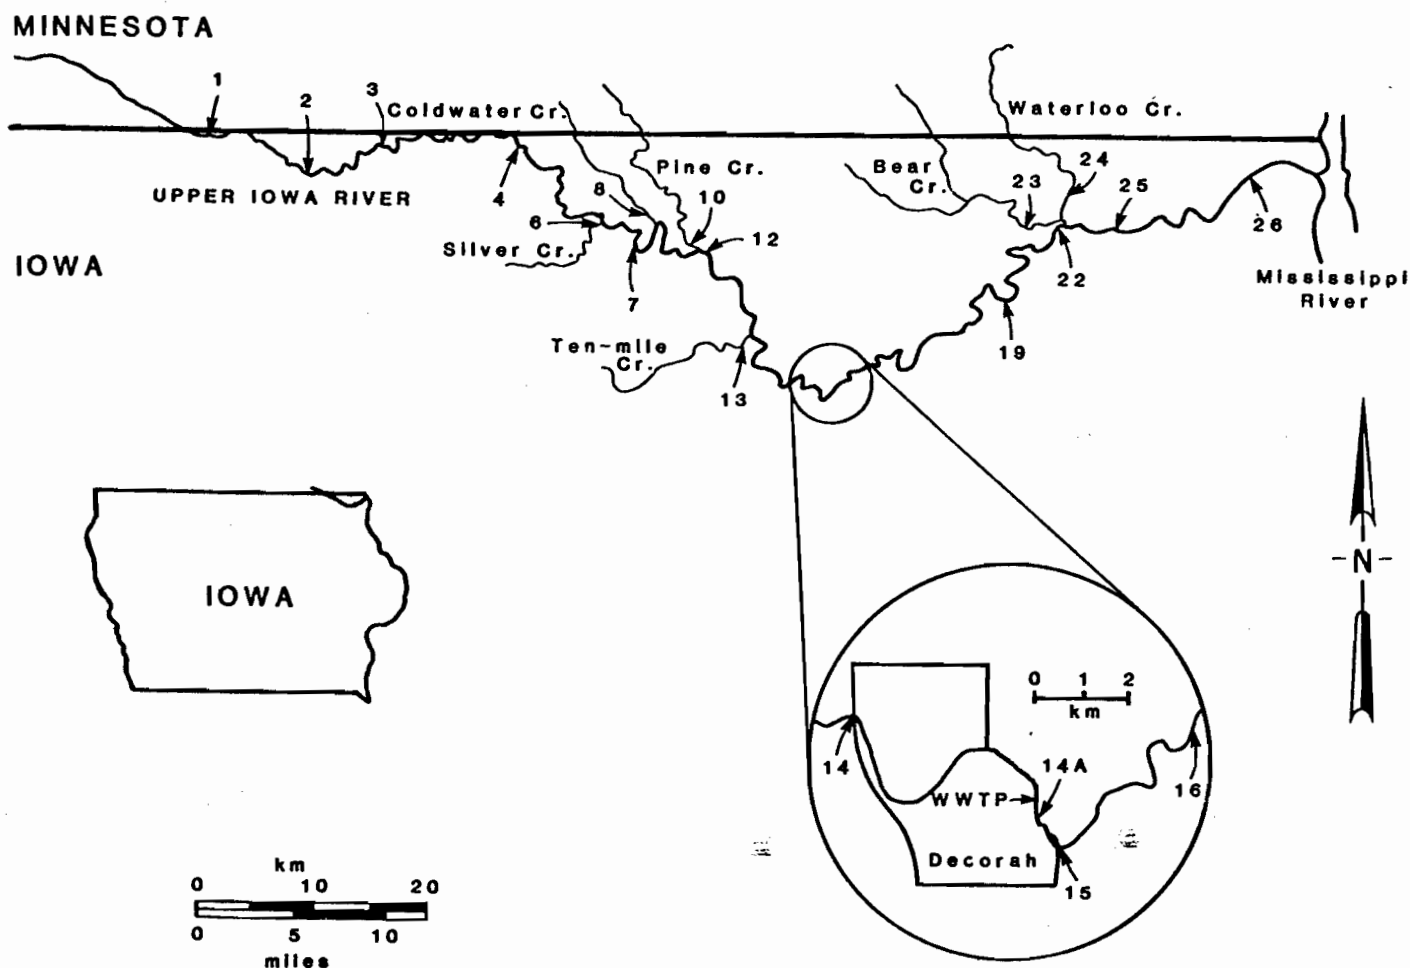 MINNESOTA
1
2
3
Coldwater Cr.
Waterloo Cr.
Pine Cr.
Bear
Cr.
24
UPPER IOWA RIVER
4
8
10
23
25
6
12
26
Silver Cr.
IOWA
7
22
Mississippi
River
Ten-mile
Cr.
19
13
-N-
IOWA
0 1 2
km
14
14A
WWTP
16
Decorah
15
km
0 10 20
0 5 10
miles